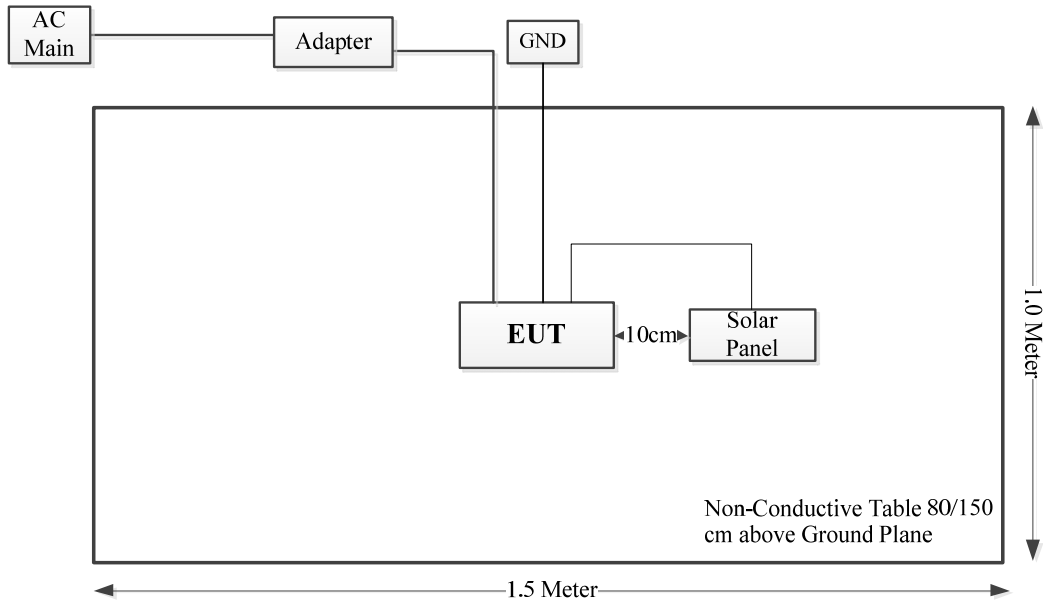 AC
Main
Adapter
GND
EUT
10cm
Solar
Panel
1.0 Meter
Non-Conductive Table 80/150
cm above Ground Plane
1.5 Meter